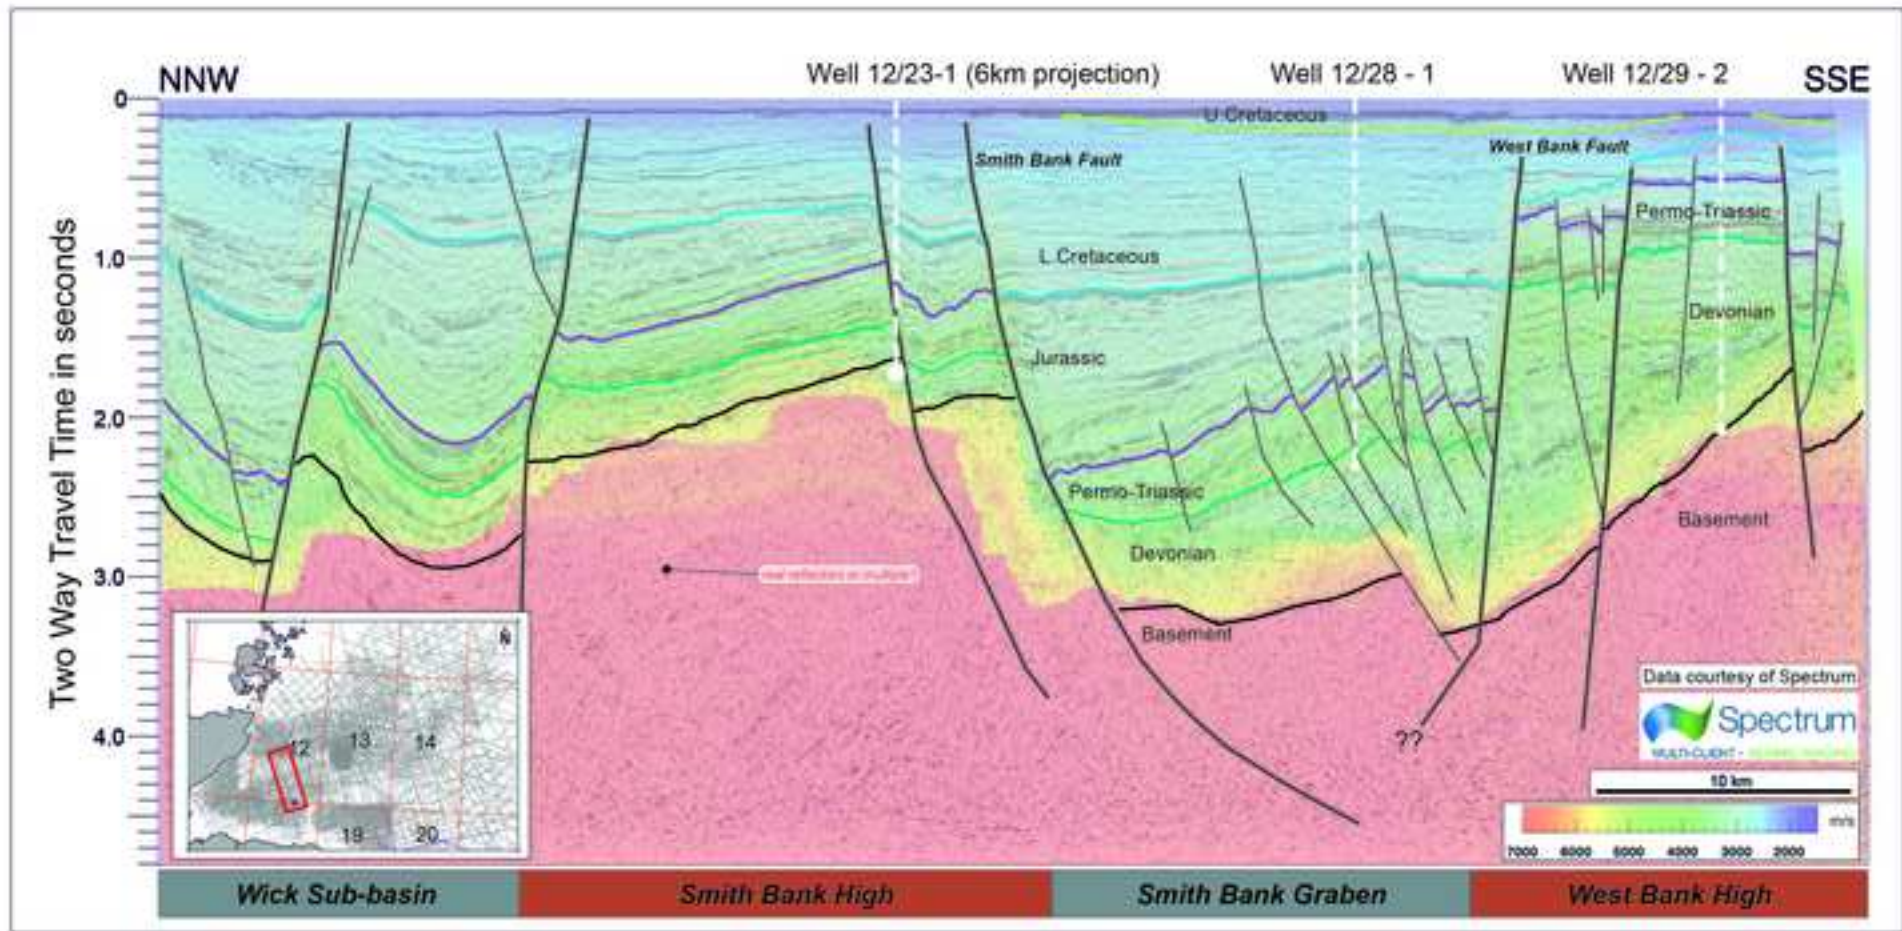 Well 12/23-1 (6km projection)
Well 12/28 - 1
Well 12/29 - 2
NNW
SSE
0
1.0
2.0
3.0
4.0
Two Way Travel Time in seconds
U.Cretaceous
Smith Bank Fault
West Bank Fault
Permo-Triassic
L.Cretaceous
Devonian
Jurassic
Permo-Triassic
Basement
Devonian
Basement
??
N
12
13
14
19
20
Data courtesy of Spectrum
Spectrum
MULTI-CLIENT
10 km
m/s
7000 6000 5000 4000 3000 2000
Wick Sub-basin
Smith Bank High
Smith Bank Graben
West Bank High